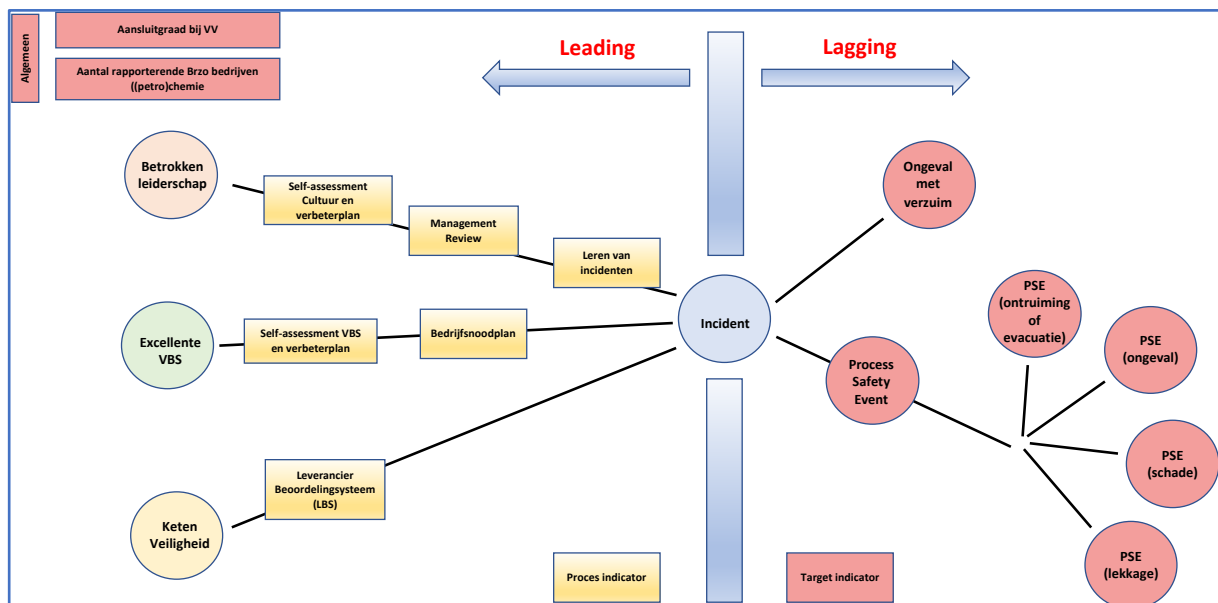 Algemeen
Aansluitgraad bij VV
Aantal rapporterende Brzo bedrijven
((petro)chemie
Leading
Lagging
Betrokken
leiderschap
Self-assessment
Cultuur en
verbeterplan
Management
Review
Leren van
incidenten
Ongeval
met
verzuim
Excellente
VBS
Self-assessment VBS
en verbeterplan
Bedrijfsnoodplan
Incident
Process
Safety
Event
PSE
(ontruiming
of
evacuatie)
PSE
(ongeval)
PSE
(schade)
PSE
(lekkage)
Keten
Veiligheid
Leverancier
Beoordelingsysteem
(LBS)
Proces indicator
Target indicator